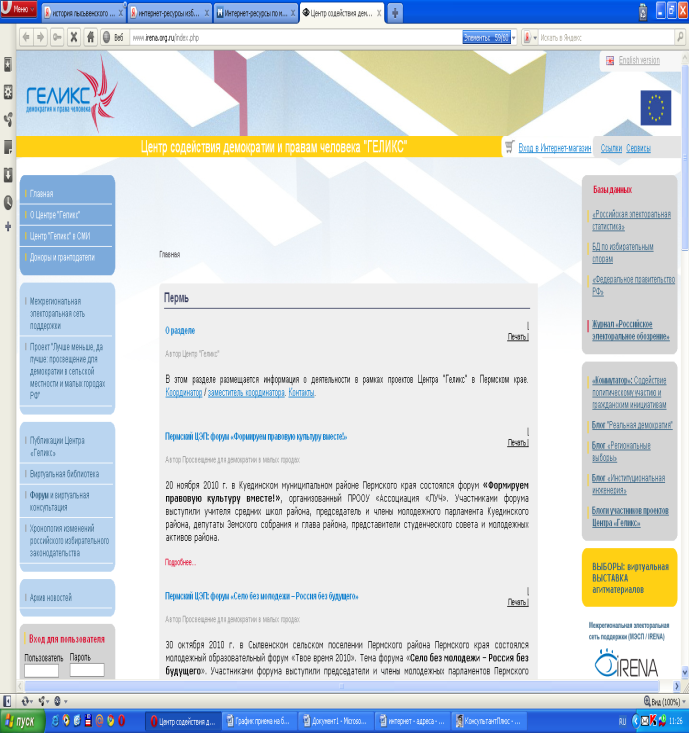 Меню
история лысьвенского ...
интернет-ресурсы изб...
Интернет-ресурсы по и...
Центр содействия дем...
Веб
www.irena.org.ru/index.php
Элементы: 59/60
Искать в Яндекс
English version
ГЕЛИКС
демократия и права человека
Центр содействия демократии и правам человека "ГЕЛИКС"
Вход в Интернет-магазин
Ссылки Сервисы
Главная
О Центре "Геликс"
Центр "Геликс" в СМИ
Доноры и грантодатели
Межрегиональная
электоральная сеть
поддержки
Проект "Лучше меньше, да
лучше: просвещение для
демократии в сельской
местности и малых городах
РФ"
Публикации Центра
«Геликс»
Виртуальная библиотека
Форум и виртуальная
консультация
Хронология изменений
российского избирательного
законодательства
Архив новостей
Вход для пользователя
Пользователь Пароль
Главная
Пермь
О разделе
[
Печать ]
Автор Центр "Геликс"
В этом разделе размещается информация о деятельности в рамках проектов Центра "Геликс" в Пермском крае.
Координатор / заместитель координатора. Контакты.
Пермский ЦЭП: форум «Формируем правовую культуру вместе!»
[
Печать ]
Автор Просвещение для демократии в малых городах
20 ноября 2010 г. в Куединском муниципальном районе Пермского края состоялся форум «Формируем
правовую культуру вместе!», организованный ПРООУ «Ассоциация «ЛУЧ». Участниками форума
выступили учителя средних школ района, председатель и члены молодежного парламента Куединского
района, депутаты Земского собрания и глава района, представители студенческого совета и молодежных
активов района.
Подробнее...
Пермский ЦЭП: форум «Село без молодежи – Россия без будущего»
[
Печать ]
Автор Просвещение для демократии в малых городах
30 октября 2010 г. в Сылвенском сельском поселении Пермского района Пермского края состоялся
молодежный образовательный форум «Твое время 2010». Тема форума «Село без молодежи – Россия без
будущего». Участниками форума выступили председатели и члены молодежных парламентов Пермского
Базы данных
«Российская электоральная
статистика»
БД по избирательным
спорам
«Федеральное правительство
РФ»
Журнал «Российское
электоральное обозрение»
«Коммутатор»: Содействие
политическому участию и
гражданским инициативам
Блог "Реальная демократия"
Блог «Региональные
выборы»
Блог «Институциональная
инженерия»
Блоги участников проектов
Центра «Геликс»
ВЫБОРЫ: виртуальная
ВЫСТАВКА
агитматериалов
Межрегиональная электоральная
сеть поддержки (МЭСП / IRENA)
IRENA
Вид (100%)
пуск
Центр содействия д...
График приема на б...
Документ1 - Microso...
интернет - адреса - ...
КонсультантПлюс - ...
RU
11:26